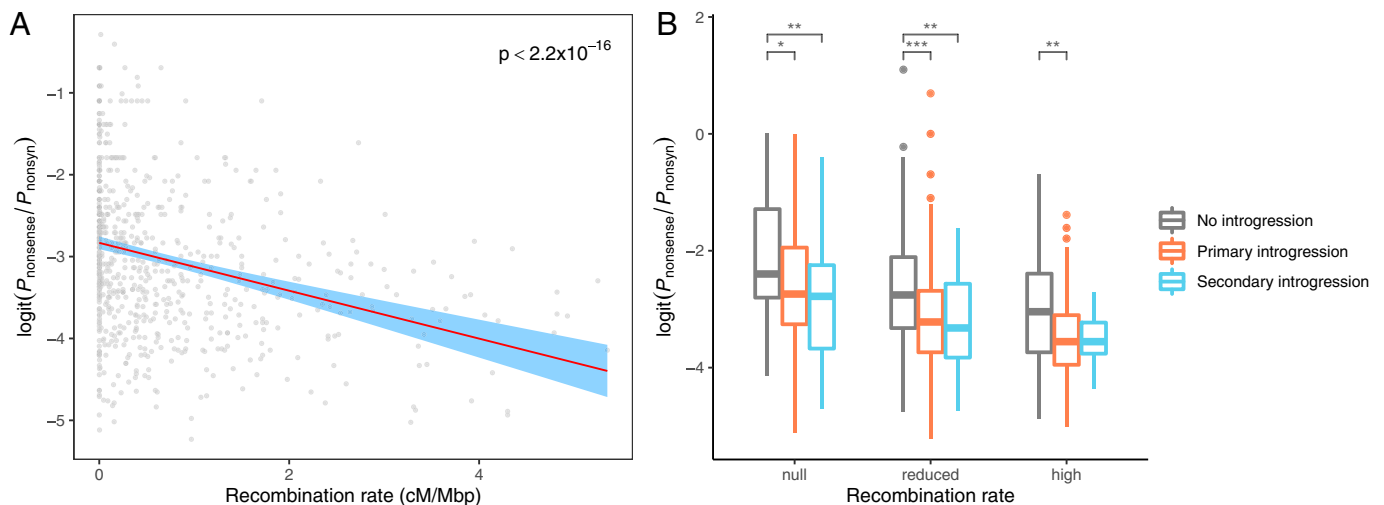 A
p < 2.2x10⁻¹⁶
logit(P_nonsense / P_nonsyn)
−1
−2
−3
−4
−5
0
2
4
Recombination rate (cM/Mbp)
B
logit(P_nonsense / P_nonsyn)
2
0
−2
−4
**
*
**
***
**
null
reduced
high
Recombination rate
No introgression
Primary introgression
Secondary introgression